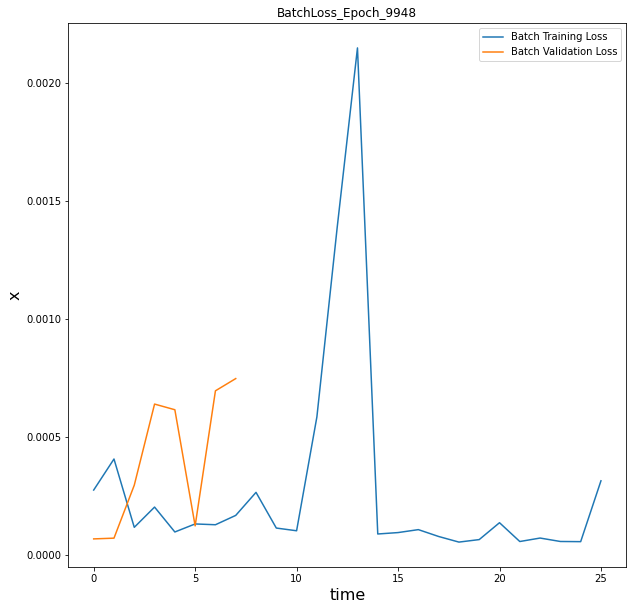 BatchLoss_Epoch_9948
Batch Training Loss
Batch Validation Loss
0.0020
0.0015
x
0.0010
0.0005
0.0000
0 5 10 15 20 25
time